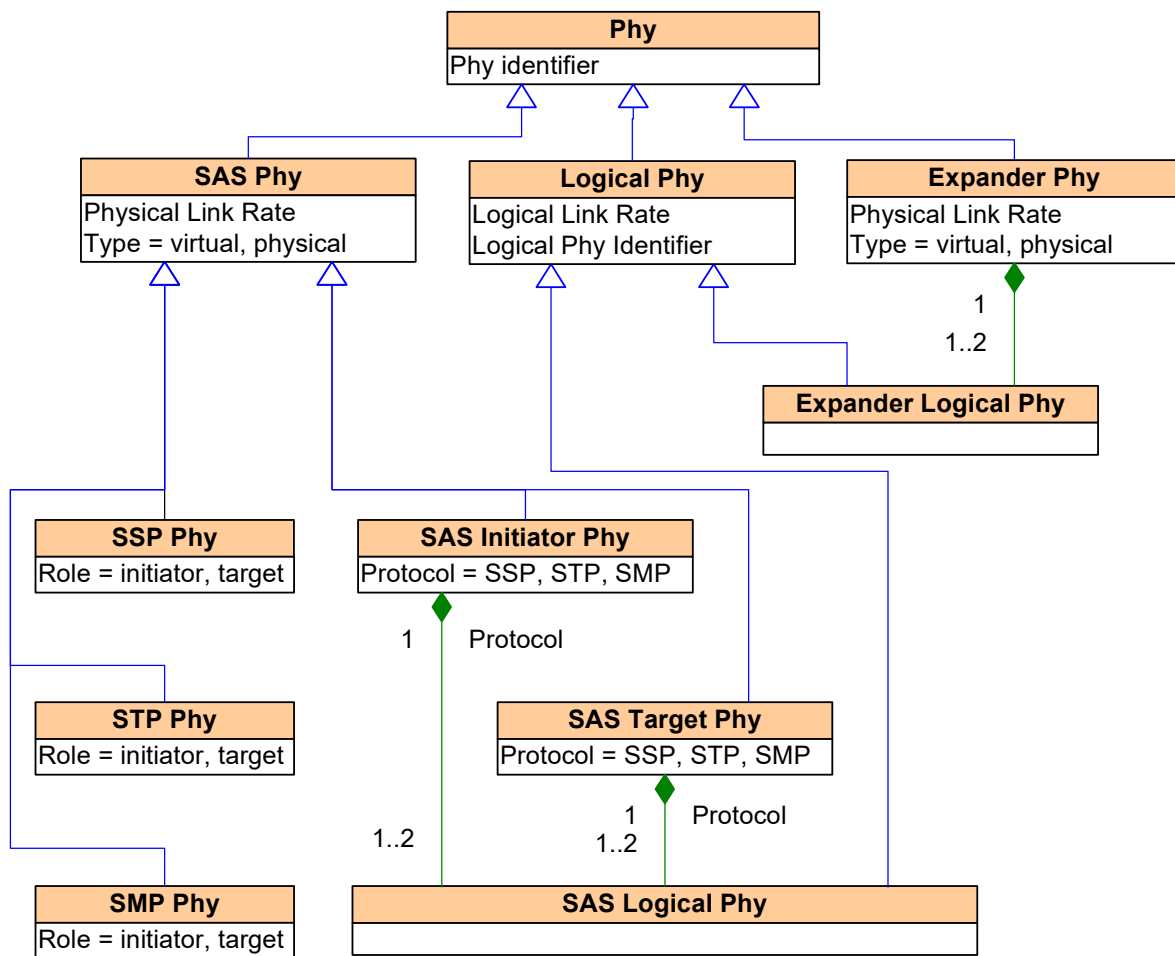 Phy
Phy identifier
SAS Phy
Physical Link Rate
Type = virtual, physical
Logical Phy
Logical Link Rate
Logical Phy Identifier
Expander Phy
Physical Link Rate
Type = virtual, physical
1
1..2
Expander Logical Phy
SSP Phy
Role = initiator, target
SAS Initiator Phy
Protocol = SSP, STP, SMP
1
Protocol
STP Phy
Role = initiator, target
SAS Target Phy
Protocol = SSP, STP, SMP
1
Protocol
1..2
1..2
SMP Phy
Role = initiator, target
SAS Logical Phy